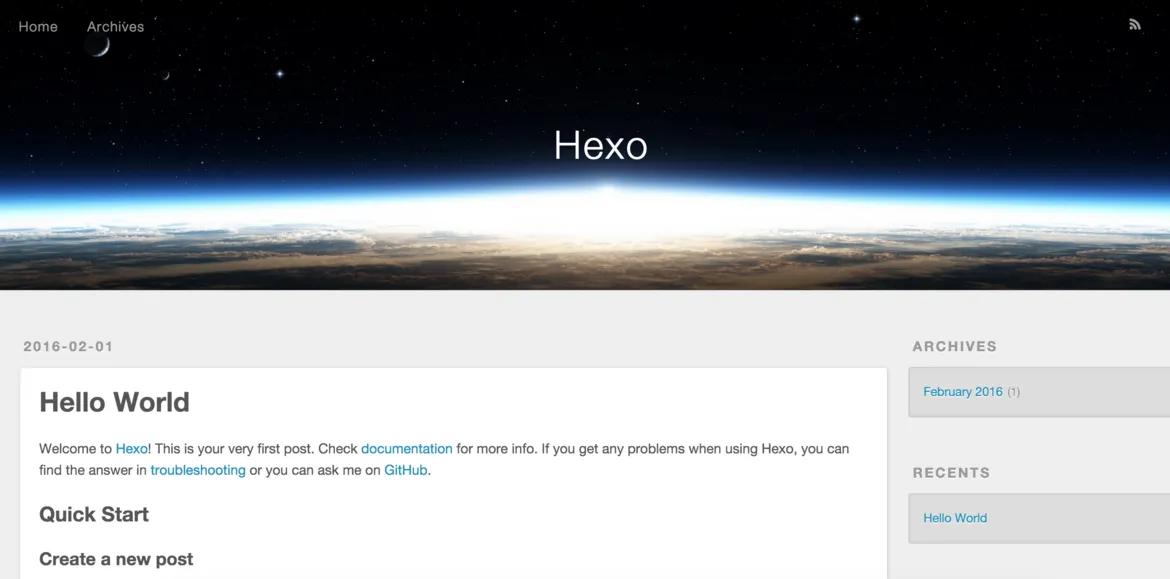 Home Archives
Hexo
2016-02-01
Hello World
Welcome to Hexo! This is your very first post. Check documentation for more info. If you get any problems when using Hexo, you can
find the answer in troubleshooting or you can ask me on GitHub.
Quick Start
Create a new post
ARCHIVES
February 2016 (1)
RECENTS
Hello World